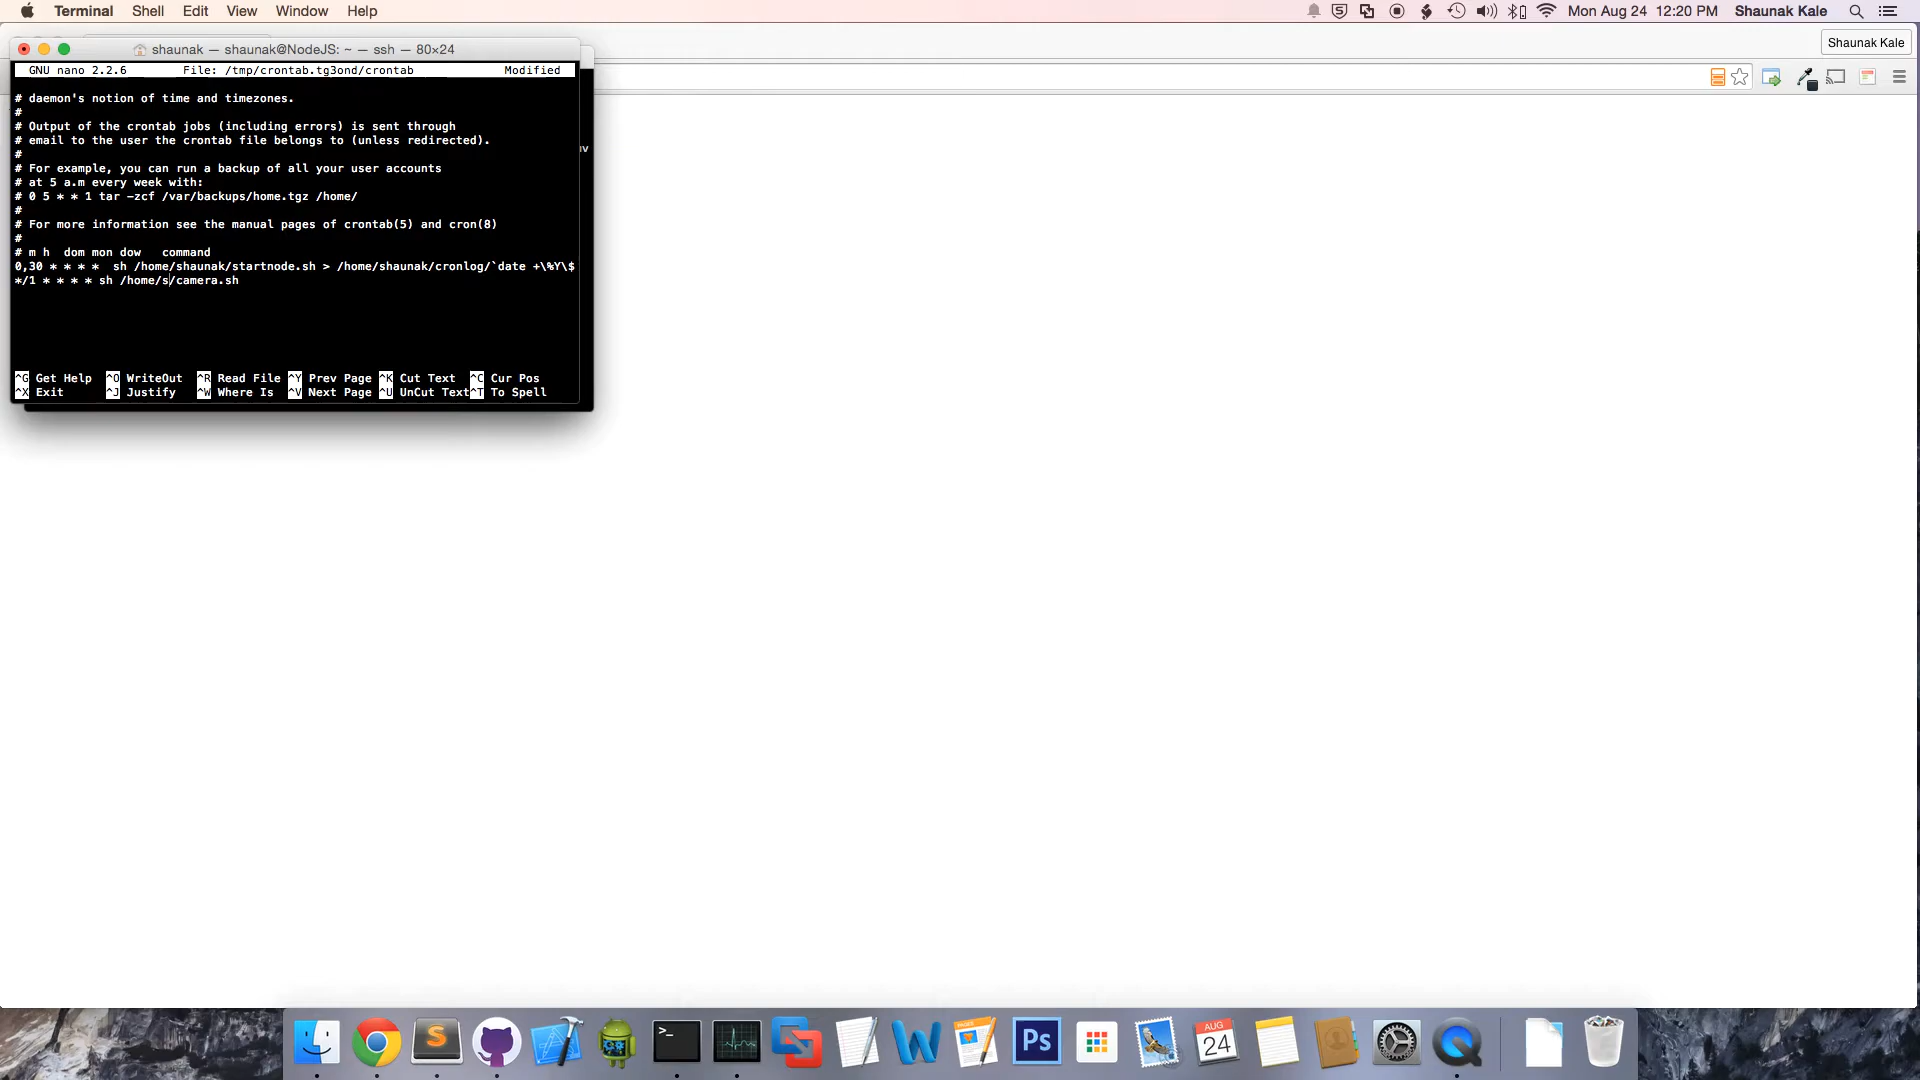 Terminal Shell Edit View Window Help Mon Aug 24 12:20 PM Shaunak Kale
shaunak — shaunak@NodeJS: ~ — ssh — 80×24
Shaunak Kale
GNU nano 2.2.6 File: /tmp/crontab.tg3ond/crontab Modified
# daemon's notion of time and timezones.
#
# Output of the crontab jobs (including errors) is sent through
# email to the user the crontab file belongs to (unless redirected).
#
# For example, you can run a backup of all your user accounts
# at 5 a.m every week with:
# 0 5 * * 1 tar -zcf /var/backups/home.tgz /home/
#
# For more information see the manual pages of crontab(5) and cron(8)
#
# m h  dom mon dow   command
0,30 * * * *  sh /home/shaunak/startnode.sh > /home/shaunak/cronlog/`date +\%Y\$
*/1 * * * * sh /home/s/camera.sh
^G Get Help ^O WriteOut ^R Read File ^Y Prev Page ^K Cut Text ^C Cur Pos
^X Exit ^J Justify ^W Where Is ^V Next Page ^U UnCut Text ^T To Spell
uv
AUG
24